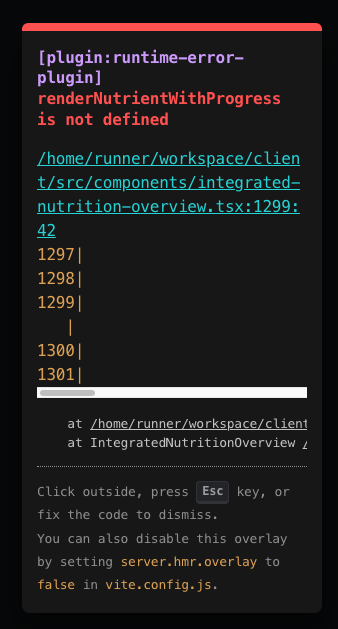 [plugin:runtime-error-
plugin]
renderNutrientWithProgress
is not defined
/home/runner/workspace/clien
t/src/components/integrated-
nutrition-overview.tsx:1299:
42
1297|
1298|
1299|
|
1300|
1301|
at /home/runner/workspace/client
at IntegratedNutritionOverview /
Click outside, press Esc key, or
fix the code to dismiss.
You can also disable this overlay
by setting server.hmr.overlay to
false in vite.config.js.